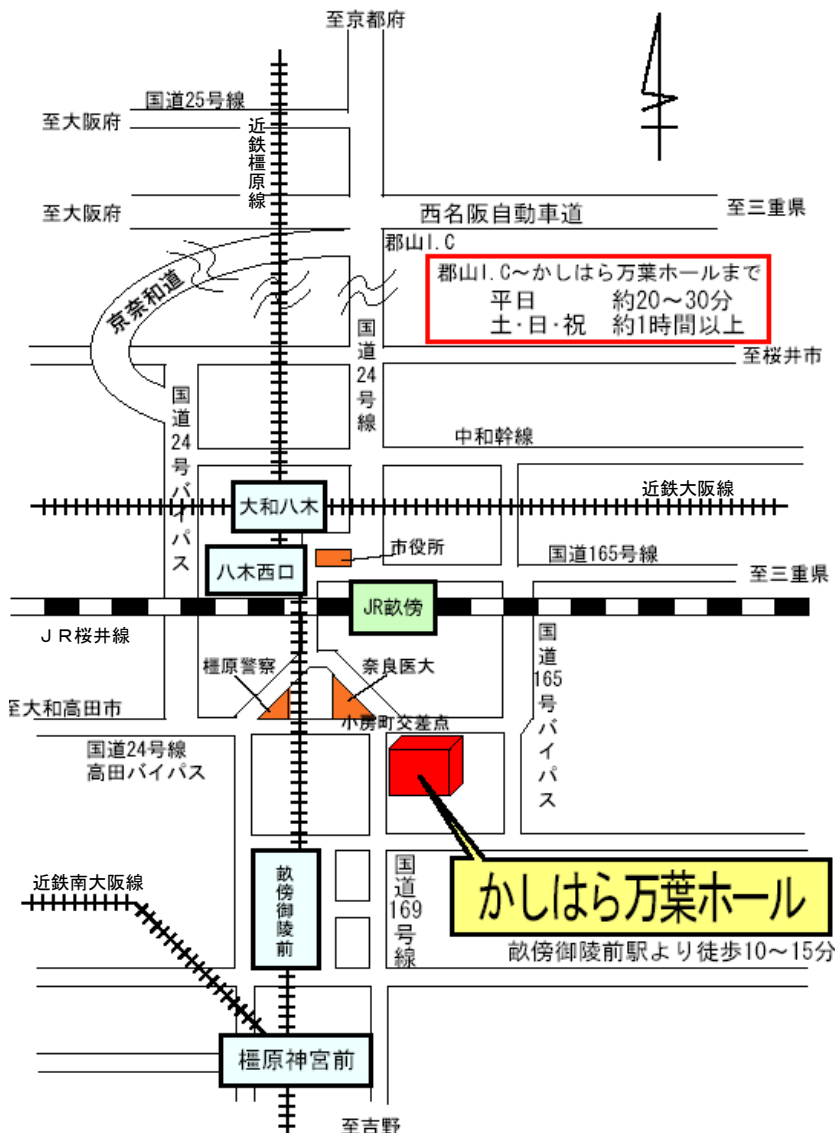 至京都府
国道25号線
至大阪府
近鉄橿原線
至大阪府
西名阪自動車道
至三重県
郡山I.C
京奈和道
郡山I.C～かしはら万葉ホールまで
平日 約20～30分
土・日・祝 約1時間以上
国道24号線
至桜井市
国道24号バイパス
中和幹線
近鉄大阪線
大和八木
市役所
国道165号線
八木西口
至三重県
JR畝傍
JR桜井線
国道165号バイパス
橿原警察
奈良医大
至大和高田市
小房町交差点
国道24号線
高田バイパス
畝傍御陵前
国道169号線
近鉄南大阪線
かしはら万葉ホール
畝傍御陵前駅より徒歩10～15分
橿原神宮前
至吉野